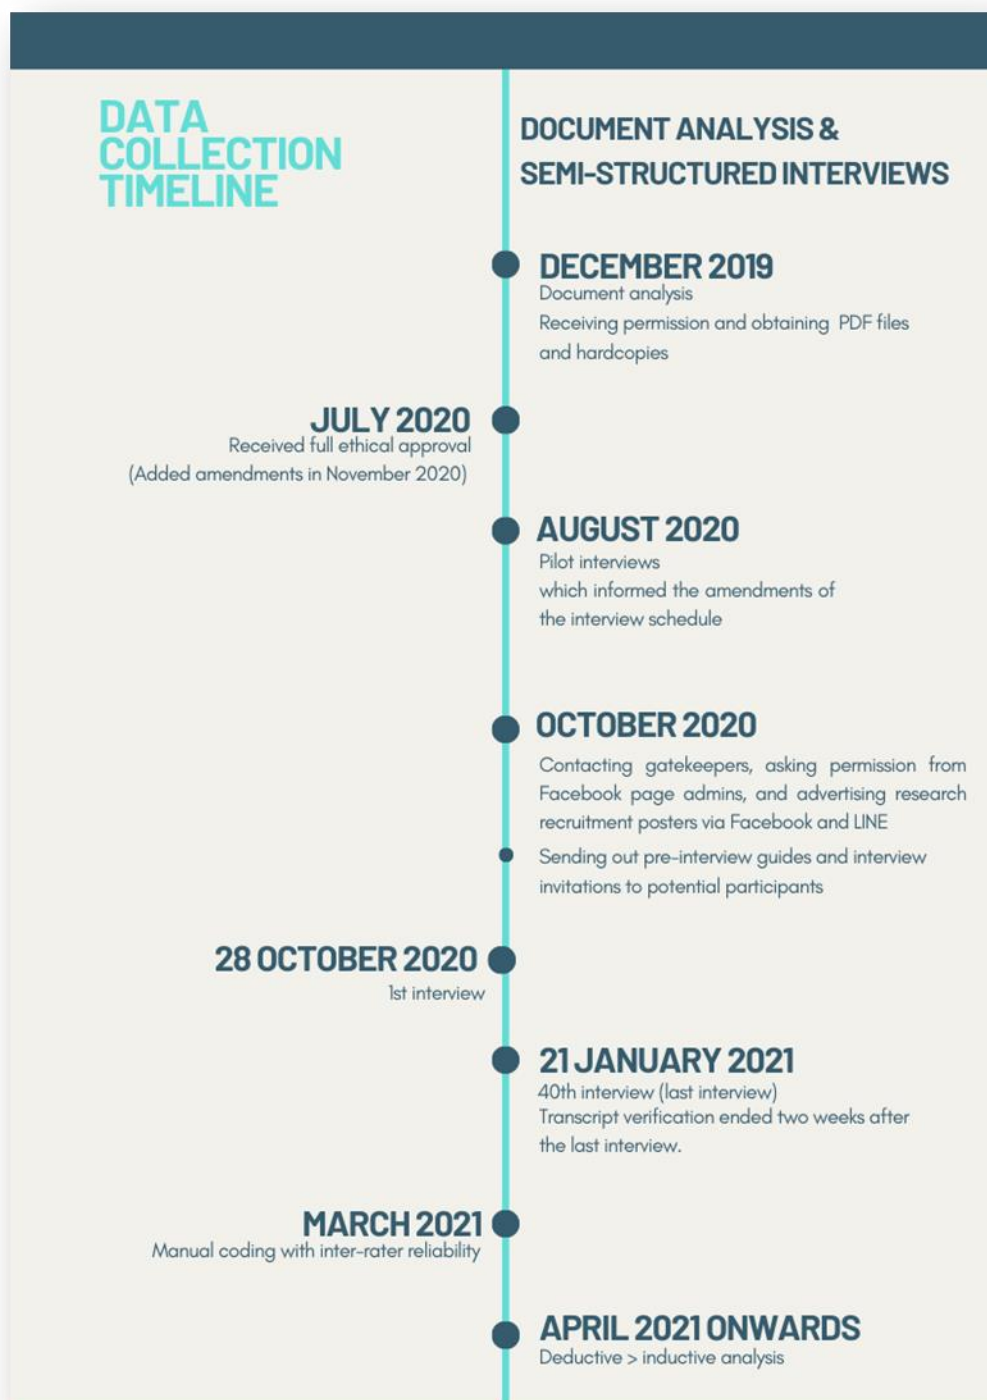 DATA
COLLECTION
TIMELINE
DOCUMENT ANALYSIS &
SEMI-STRUCTURED INTERVIEWS
DECEMBER 2019
Document analysis
Receiving permission and obtaining PDF files
and hardcopies
JULY 2020
Received full ethical approval
(Added amendments in November 2020)
AUGUST 2020
Pilot interviews
which informed the amendments of
the interview schedule
OCTOBER 2020
Contacting gatekeepers, asking permission from
Facebook page admins, and advertising research
recruitment posters via Facebook and LINE
Sending out pre-interview guides and interview
invitations to potential participants
28 OCTOBER 2020
1st interview
21 JANUARY 2021
40th interview (last interview)
Transcript verification ended two weeks after
the last interview.
MARCH 2021
Manual coding with inter-rater reliability
APRIL 2021 ONWARDS
Deductive > inductive analysis